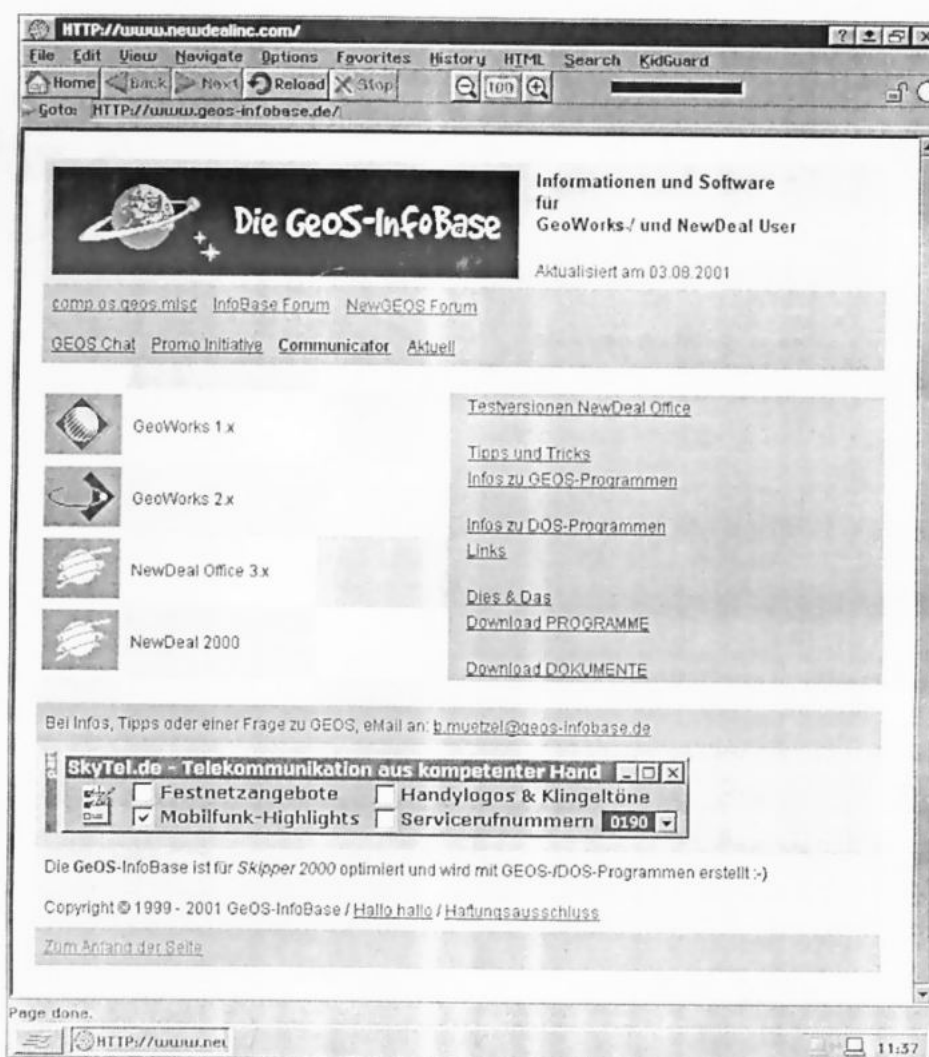 HTTP://www.newdealinc.com/
File Edit View Navigate Options Favorites History HTML Search KidGuard
Home Back Next Reload Stop 100
Goto: HTTP://www.geos-infobase.de/
Die GeOS-InfoBase
Informationen und Software
für
GeoWorks-/ und NewDeal User
Aktualisiert am 03.08.2001
comp.os.geos.misc InfoBase Forum NewGEOS Forum
GEOS Chat Promo Initiative Communicator Aktuell
GeoWorks 1.x
GeoWorks 2.x
NewDeal Office 3.x
NewDeal 2000
Testversionen NewDeal Office
Tipps und Tricks
Infos zu GEOS-Programmen
Infos zu DOS-Programmen
Links
Dies & Das
Download PROGRAMME
Download DOKUMENTE
Bei Infos, Tipps oder einer Frage zu GEOS, eMail an: b.muetzel@geos-infobase.de
SkyTel.de - Telekommunikation aus kompetenter Hand
Festnetzangebote Handylogos & Klingeltöne
Mobilfunk-Highlights Servicerufnummern 0190
Die GeOS-InfoBase ist für Skipper 2000 optimiert und wird mit GEOS-/DOS-Programmen erstellt :-)
Copyright © 1999 - 2001 GeOS-InfoBase / Hallo hallo / Haftungsausschluss
Zum Anfang der Seite
Page done.
HTTP://www.net 11:37